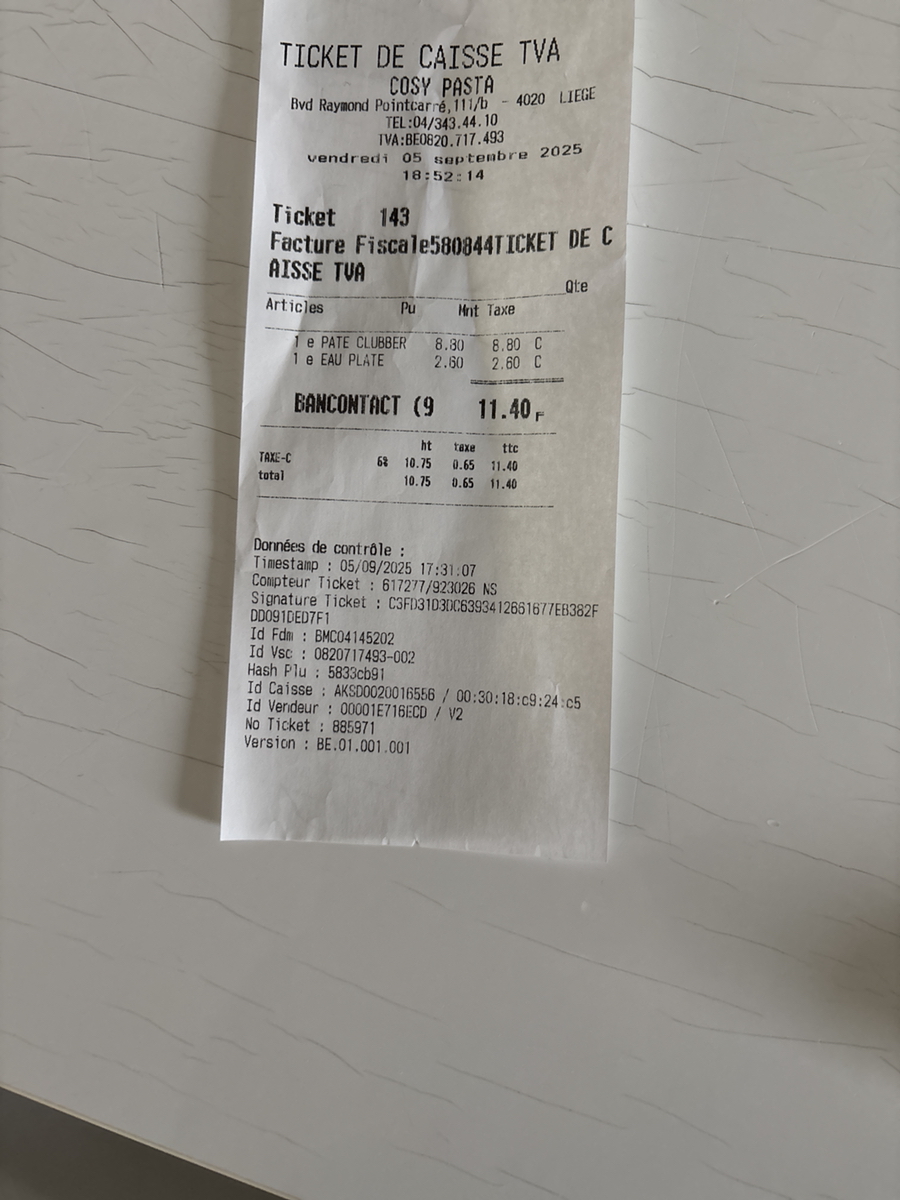 TICKET DE CAISSE TVA
COSY PASTA
Bvd Raymond Pointcarré,111/b - 4020 LIEGE
TEL:04/343.44.10
TVA:BE0820.717.493
vendredi 05 septembre 2025
18:52:14
Ticket 143
Facture Fiscale580844TICKET DE C
AISSE TVA
Qte
Articles Pu Mnt Taxe
1 e PATE CLUBBER 8.80 8.80 C
1 e EAU PLATE 2.60 2.60 C
BANCONTACT (9 11.40 F
ht taxe ttc
TAXE-C 6% 10.75 0.65 11.40
total 10.75 0.65 11.40
Données de contrôle :
Timestamp : 05/09/2025 17:31:07
Compteur Ticket : 617277/923026 NS
Signature Ticket : C3FD31D3DC6393412661677EB382F
DD091DED7F1
Id Fdm : BMC04145202
Id Vsc : 0820717493-002
Hash Plu : 5833cb91
Id Caisse : AKSD0020016556 / 00:30:18:c9:24:c5
Id Vendeur : 00001E716ECD / V2
No Ticket : 885971
Version : BE.01.001.001